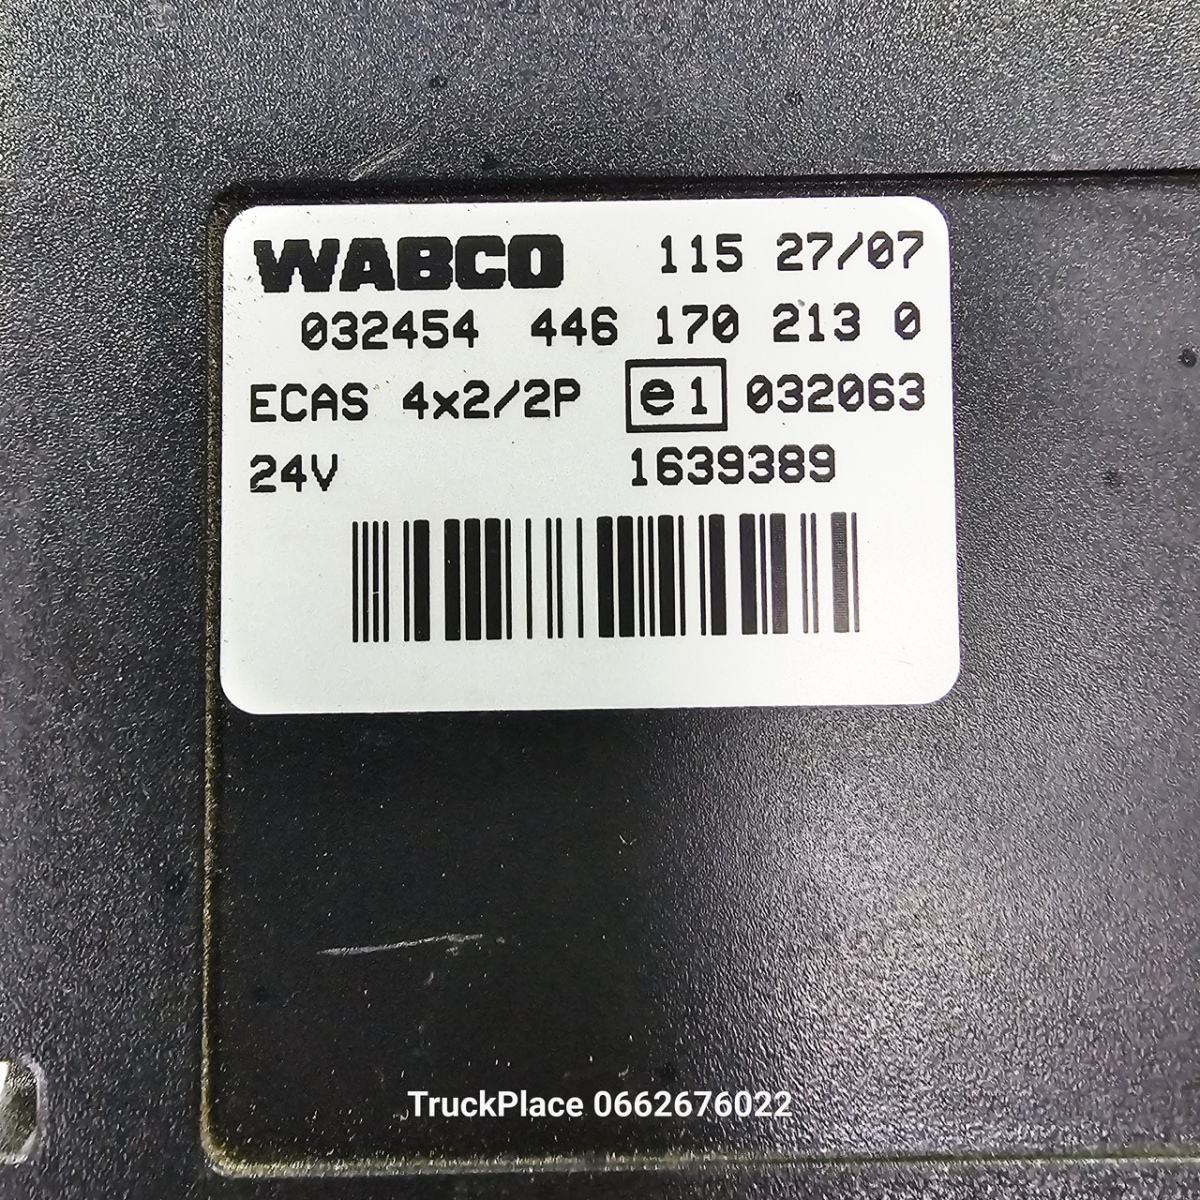 WABCO 115 27/07
032454 446 170 213 0
ECAS 4x2/2P e1 032063
24V 1639389
TruckPlace 0662676022